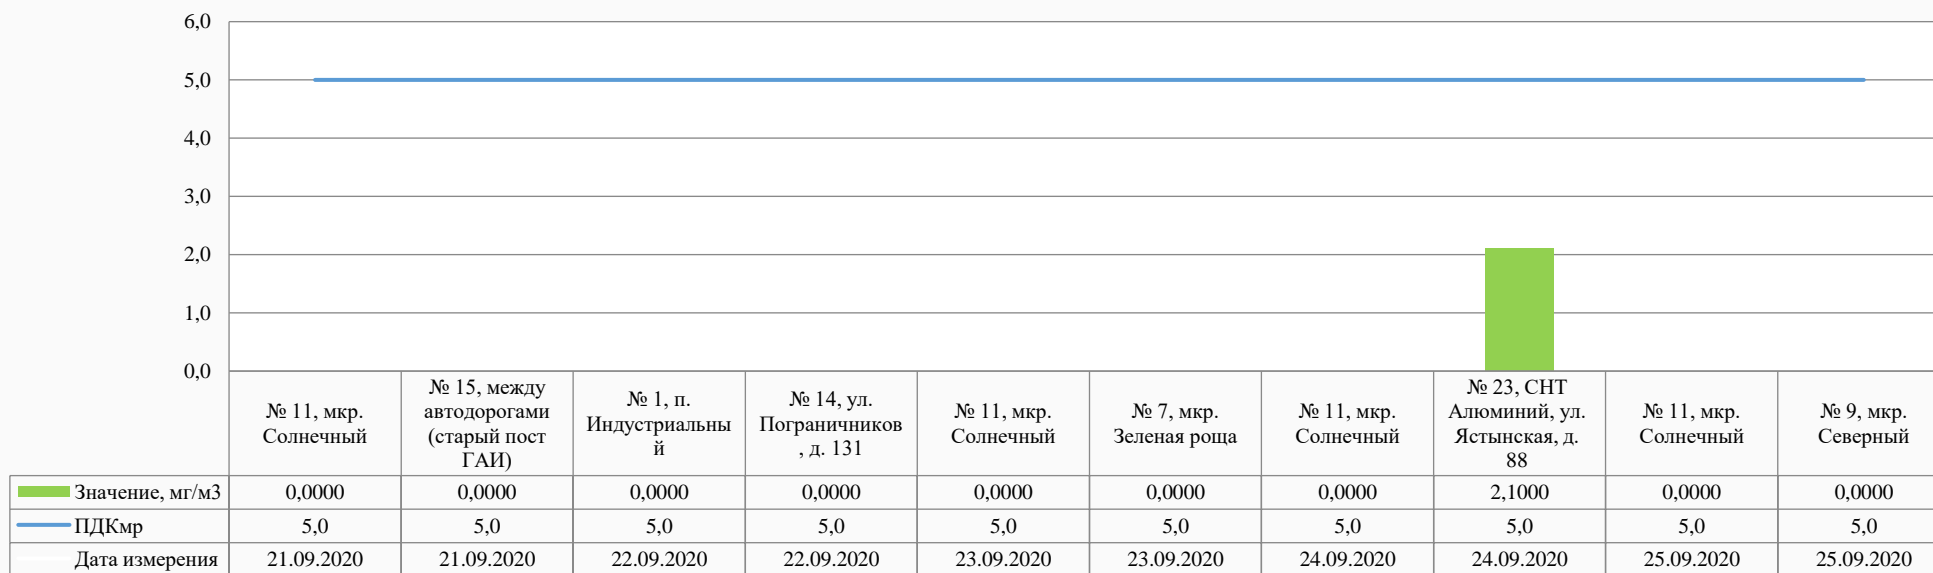 6,0
5,0
4,0
3,0
2,0
1,0
0,0
№ 11, мкр.
Солнечный
№ 15, между
автодорогами
(старый пост
ГАИ)
№ 1, п.
Индустриальны
й
№ 14, ул.
Пограничников
, д. 131
№ 11, мкр.
Солнечный
№ 7, мкр.
Зеленая роща
№ 11, мкр.
Солнечный
№ 23, СНТ
Алюминий, ул.
Ястынская, д.
88
№ 11, мкр.
Солнечный
№ 9, мкр.
Северный
Значение, мг/м3 0,0000 0,0000 0,0000 0,0000 0,0000 0,0000 0,0000 2,1000 0,0000 0,0000
ПДКмр 5,0 5,0 5,0 5,0 5,0 5,0 5,0 5,0 5,0 5,0
Дата измерения 21.09.2020 21.09.2020 22.09.2020 22.09.2020 23.09.2020 23.09.2020 24.09.2020 24.09.2020 25.09.2020 25.09.2020